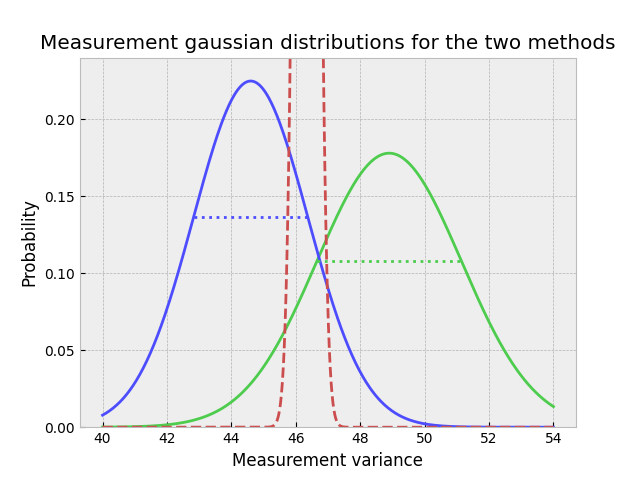 Measurement gaussian distributions for the two methods
0.20
0.15
0.10
0.05
0.00
Probability
40 42 44 46 48 50 52 54
Measurement variance